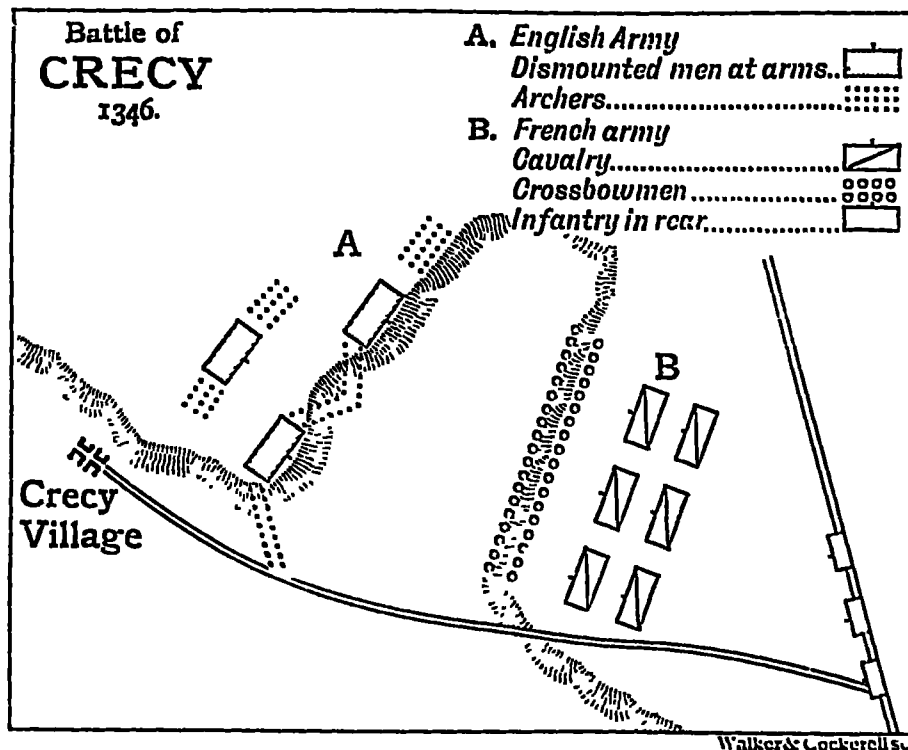 Battle of
CRECY
1346.
A. English Army
Dismounted men at arms..
Archers..............................
B. French army
Cavalry..............................
Crossbowmen..................
Infantry in rear.................
A
B
Crecy
Village
Walker & Cockerell sc.